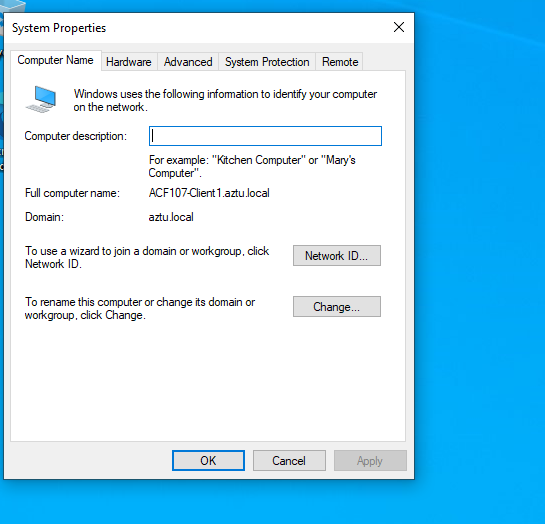 System Properties
Computer Name Hardware Advanced System Protection Remote
Windows uses the following information to identify your computer
on the network.
Computer description:
For example: "Kitchen Computer" or "Mary's
Computer".
Full computer name: ACF107-Client1.aztu.local
Domain: aztu.local
To use a wizard to join a domain or workgroup, click
Network ID.
Network ID...
To rename this computer or change its domain or
workgroup, click Change.
Change...
OK Cancel Apply